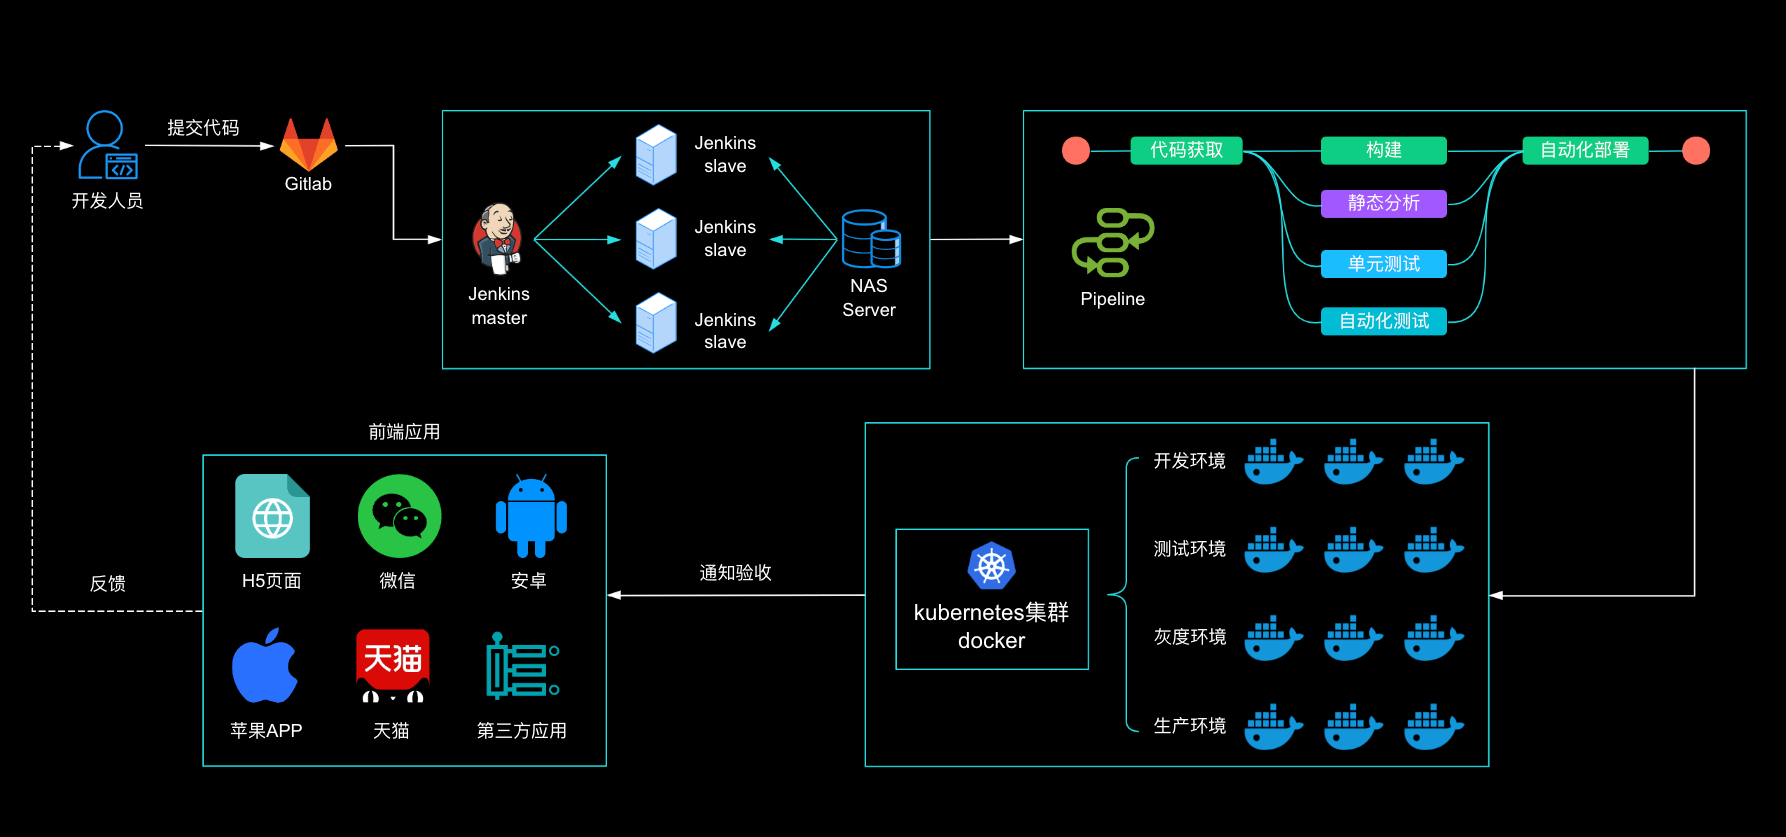 提交代码
开发人员
Gitlab
Jenkins
master
Jenkins
slave
Jenkins
slave
Jenkins
slave
NAS
Server
代码获取
构建
自动化部署
静态分析
单元测试
自动化测试
Pipeline
前端应用
H5页面
微信
安卓
苹果APP
天猫
天猫
第三方应用
反馈
通知验收
kubernetes集群
docker
开发环境
测试环境
灰度环境
生产环境